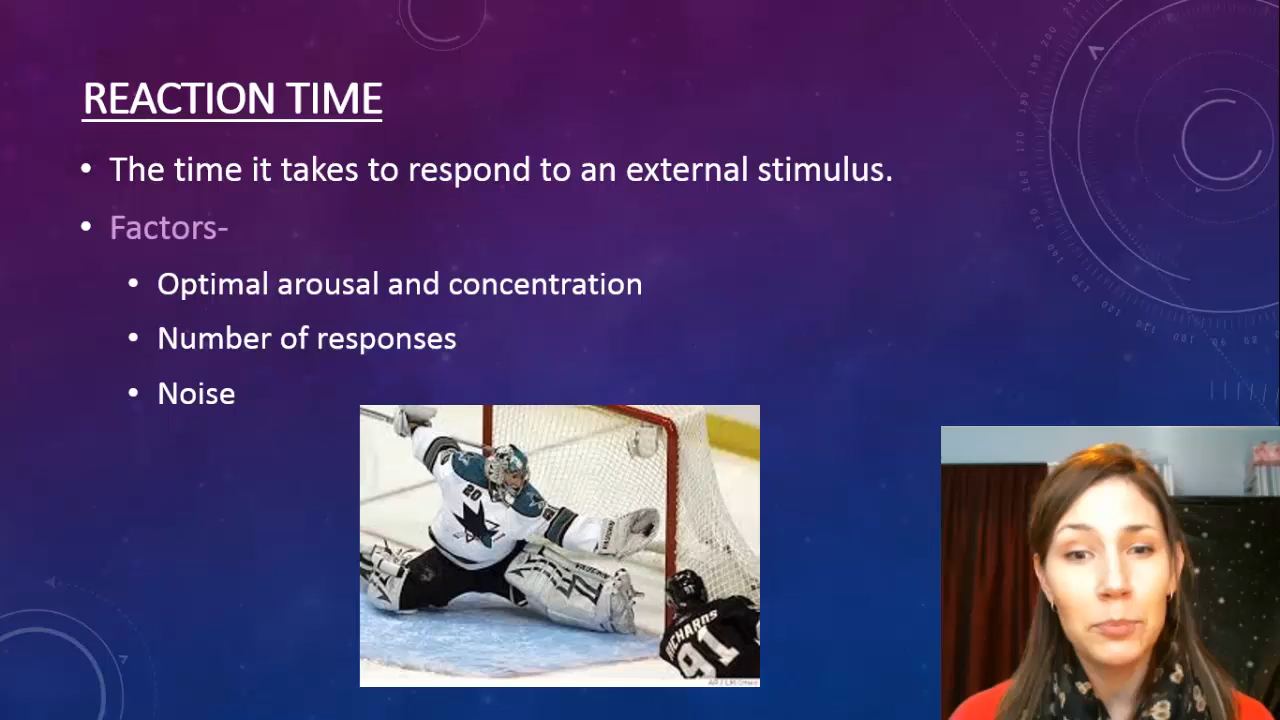 REACTION TIME
• The time it takes to respond to an external stimulus.
• Factors-
• Optimal arousal and concentration
• Number of responses
• Noise
20
RICHARDS
91